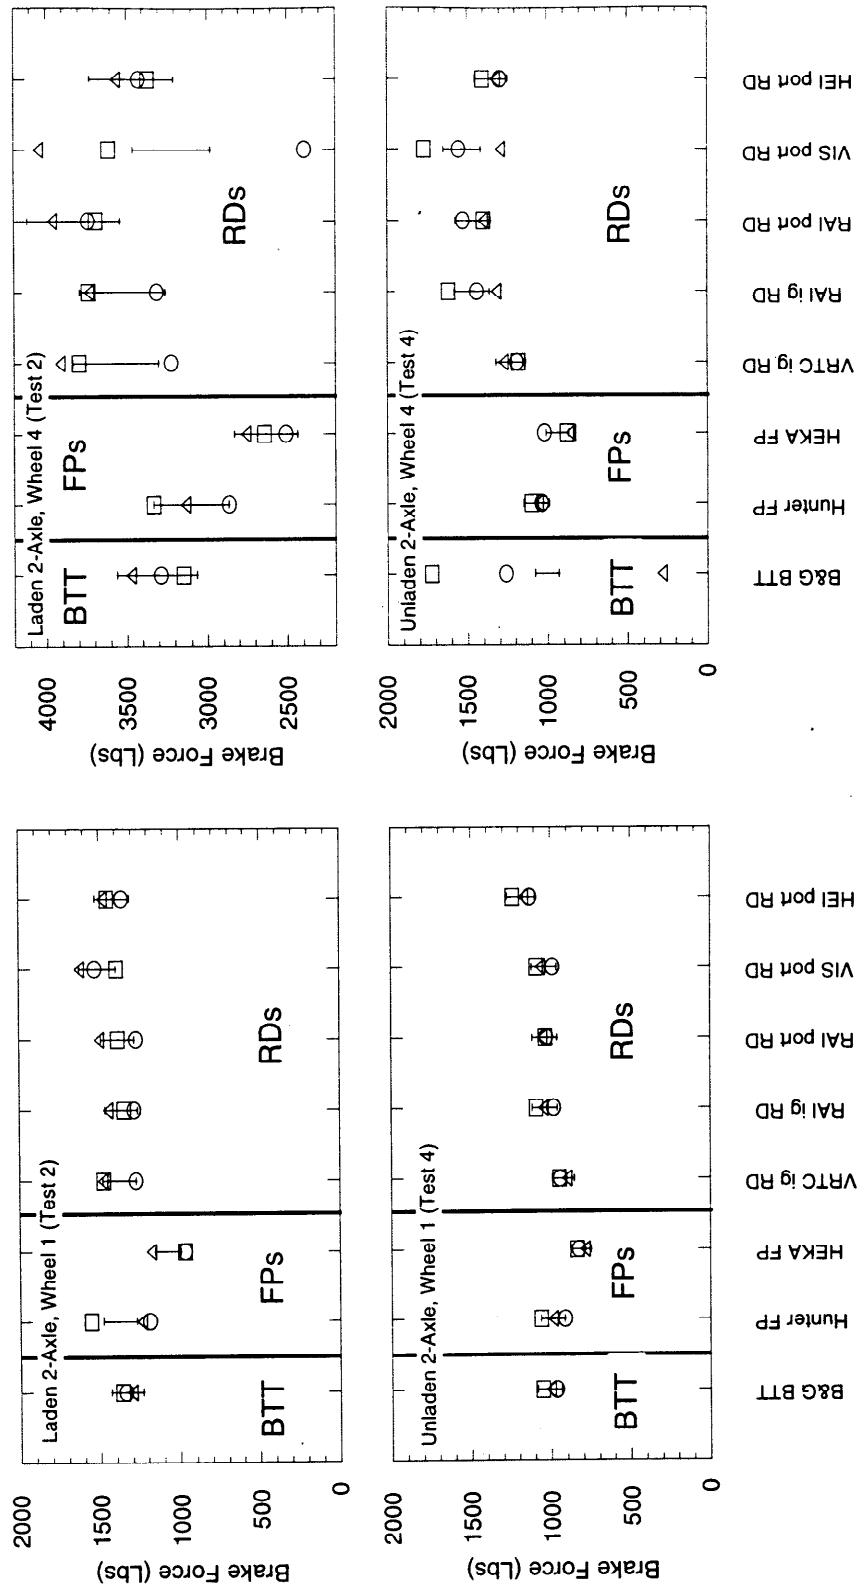 Laden 2-Axle, Wheel 1 (Test 2)
Brake Force (Lbs)
2000
1500
1000
500
0
BTT
FPs
RDs
Laden 2-Axle, Wheel 4 (Test 2)
Brake Force (Lbs)
4000
3500
3000
2500
BTT
FPs
RDs
Unladen 2-Axle, Wheel 1 (Test 4)
Brake Force (Lbs)
2000
1500
1000
500
0
BTT
FPs
RDs
B&G BTT
Hunter FP
HEKA FP
VRTC ig RD
RAI ig RD
RAI port RD
VIS port RD
HEI port RD
Unladen 2-Axle, Wheel 4 (Test 4)
Brake Force (Lbs)
2000
1500
1000
500
0
BTT
FPs
RDs
B&G BTT
Hunter FP
HEKA FP
VRTC ig RD
RAI ig RD
RAI port RD
VIS port RD
HEI port RD